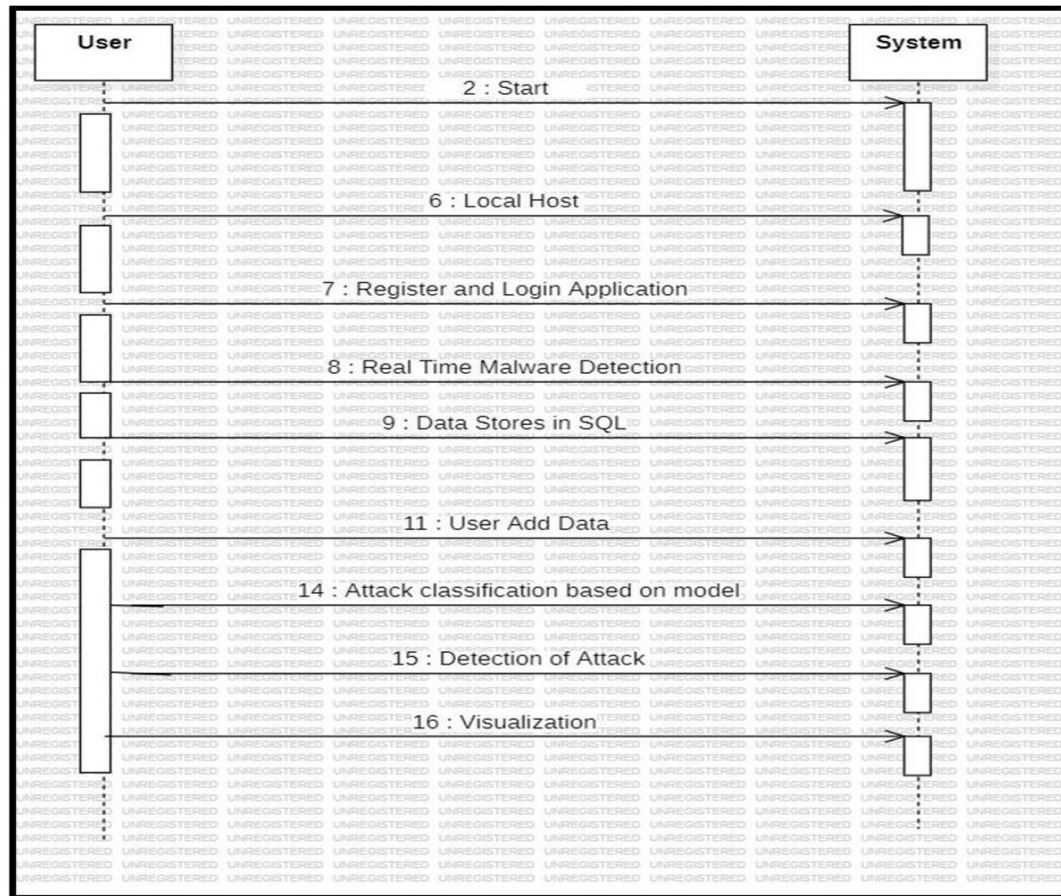 User
System
2 : Start
6 : Local Host
7 : Register and Login Application
8 : Real Time Malware Detection
9 : Data Stores in SQL
11 : User Add Data
14 : Attack classification based on model
15 : Detection of Attack
16 : Visualization
UNREGISTERED